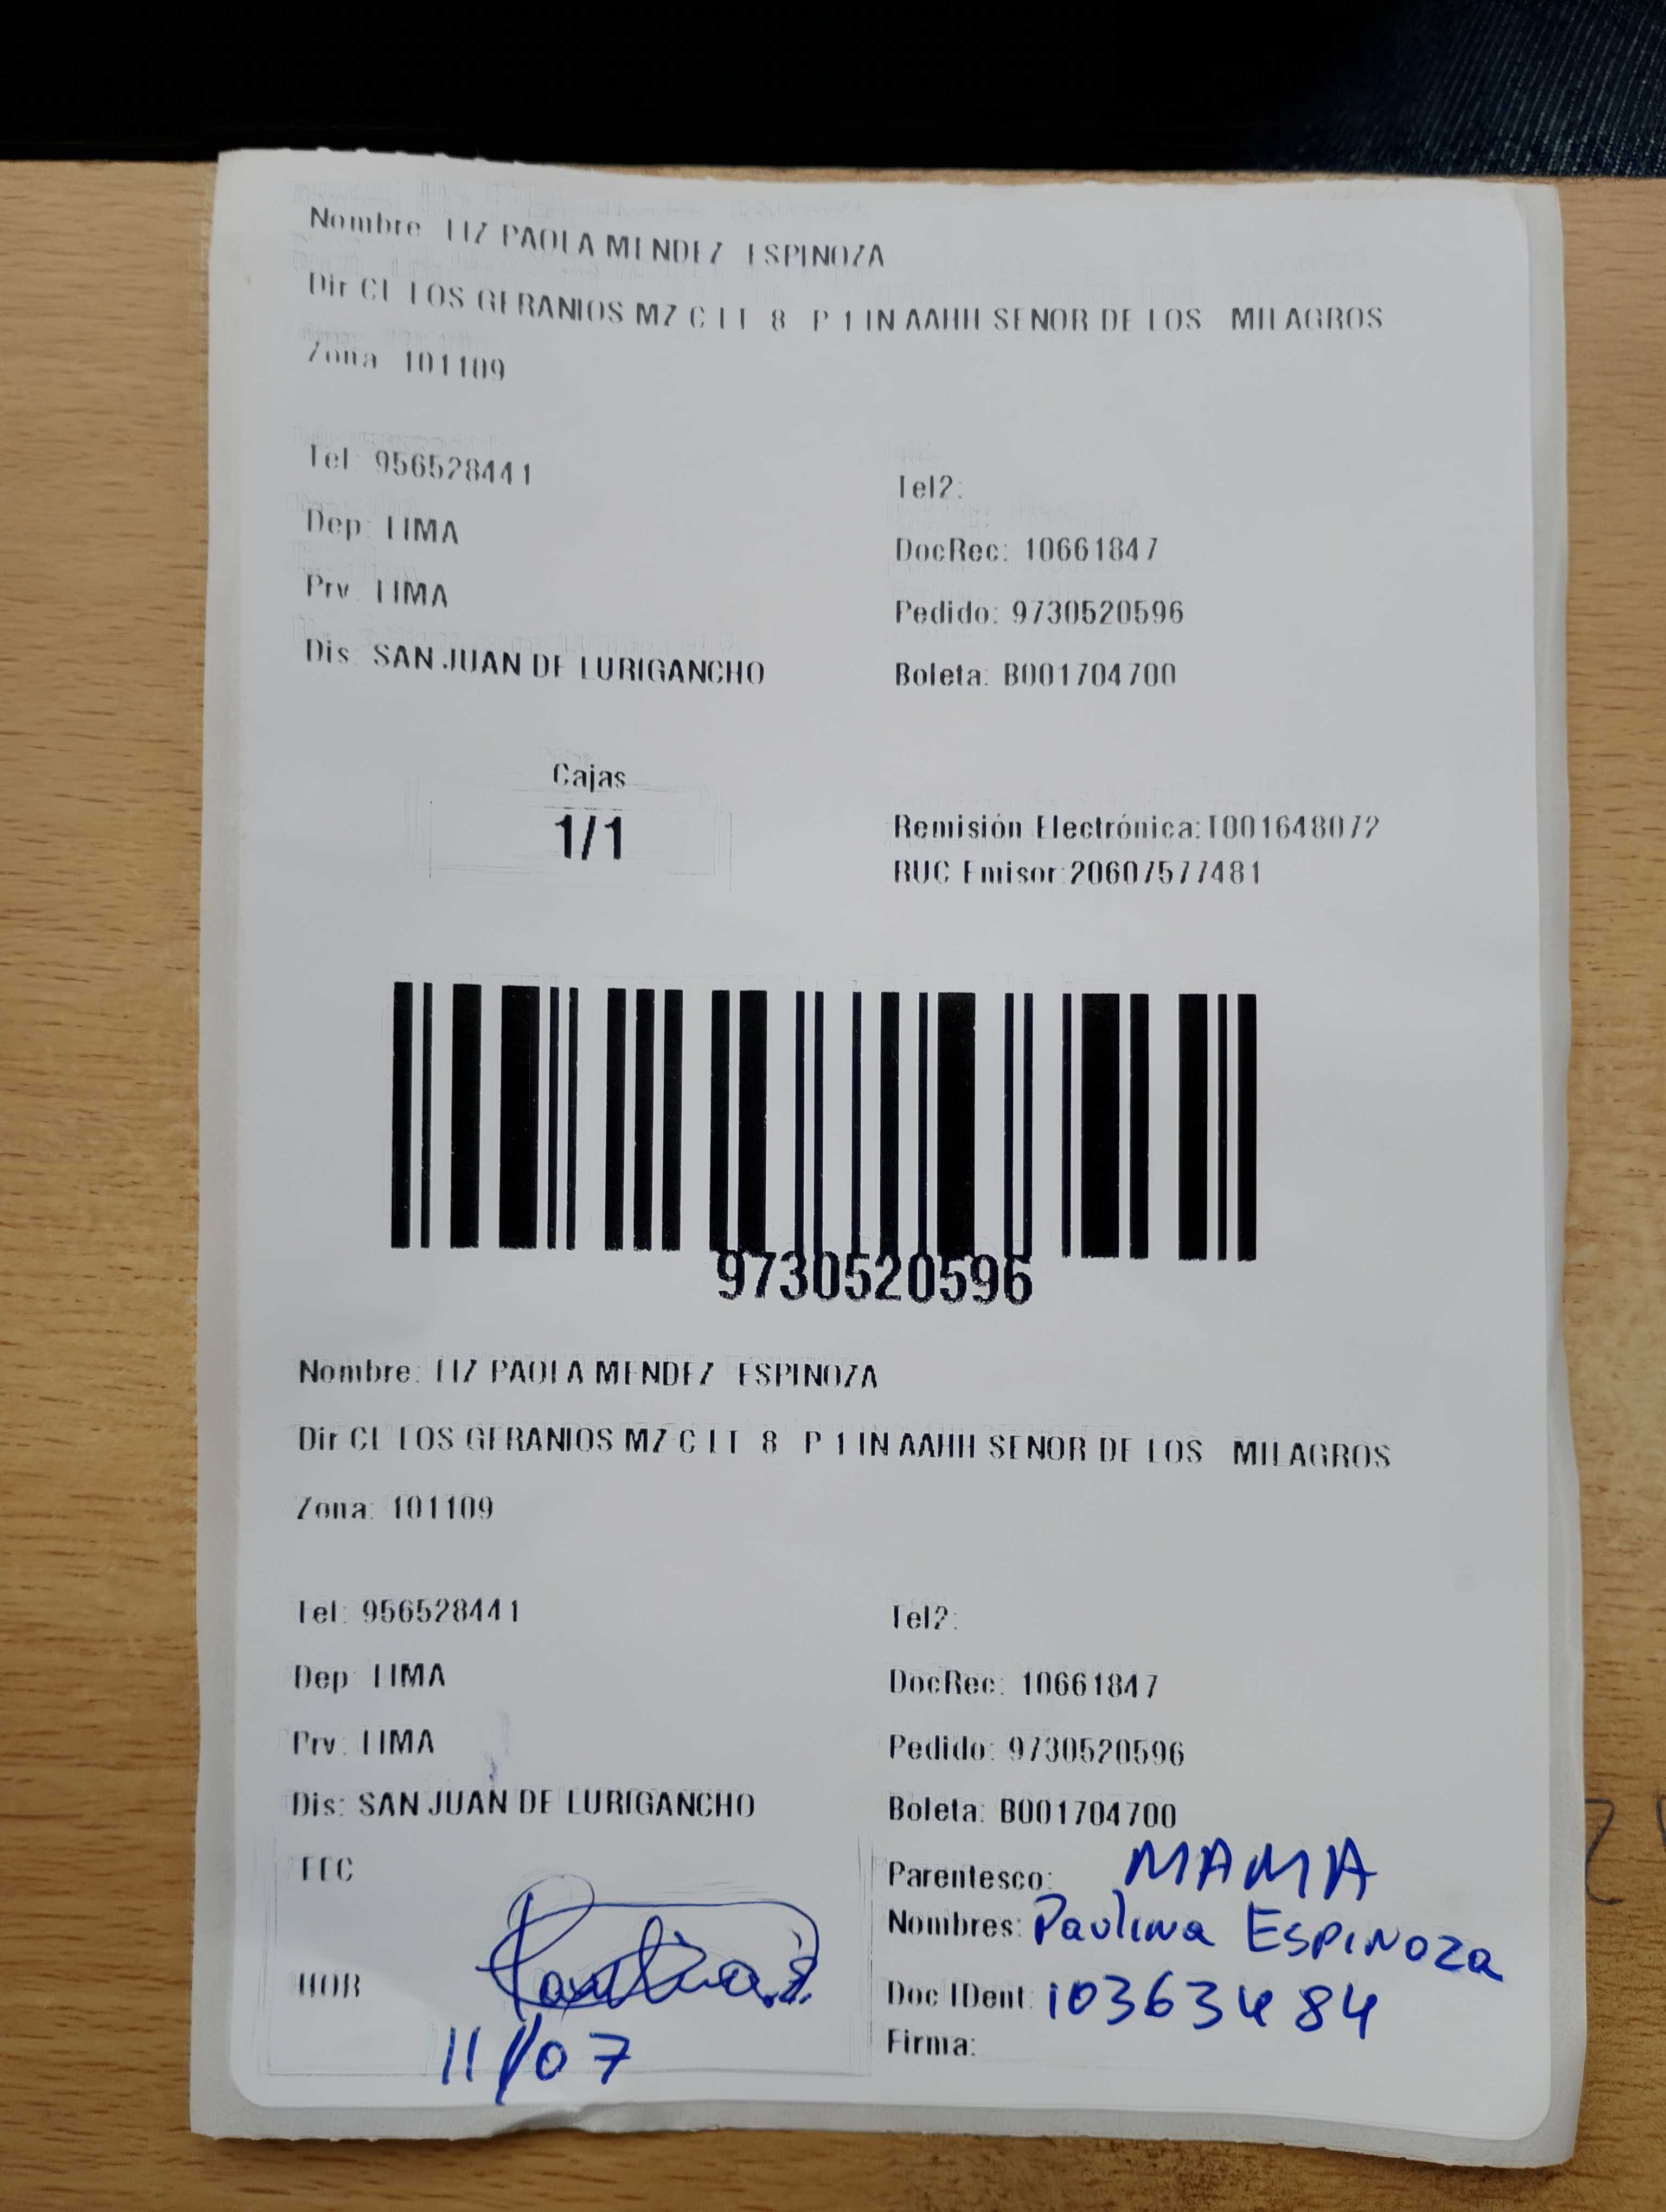 Nombre LIZ PAOLA MENDEZ ESPINOZA
Dir CL LOS GERANIOS MZ C LT 8 P 1 IN AAHH SENOR DE LOS MILAGROS
Zona 101109
Tel: 956528441
Tel2:
Dep: LIMA
DocRec: 10661847
Prv LIMA
Pedido: 9730520596
Dis: SAN JUAN DE LURIGANCHO
Boleta: B001704700
Cajas
1/1
Remisión Electrónica:T001648072
RUC Emisor:20607577481
9730520596
Nombre: LIZ PAOLA MENDEZ ESPINOZA
Dir CL LOS GERANIOS MZ C LT 8 P 1 IN AAHH SENOR DE LOS MILAGROS
Zona: 101109
Tel: 956528441
Tel2:
Dep LIMA
DocRec: 10661847
Prv: LIMA
Pedido: 9730520596
Dis: SAN JUAN DE LURIGANCHO
Boleta: B001704700
FEC
Parentesco: MAMA
Nombres: Paulina ESPINOZA
HOR
Doc IDent: 10363484
Firma:
11/07